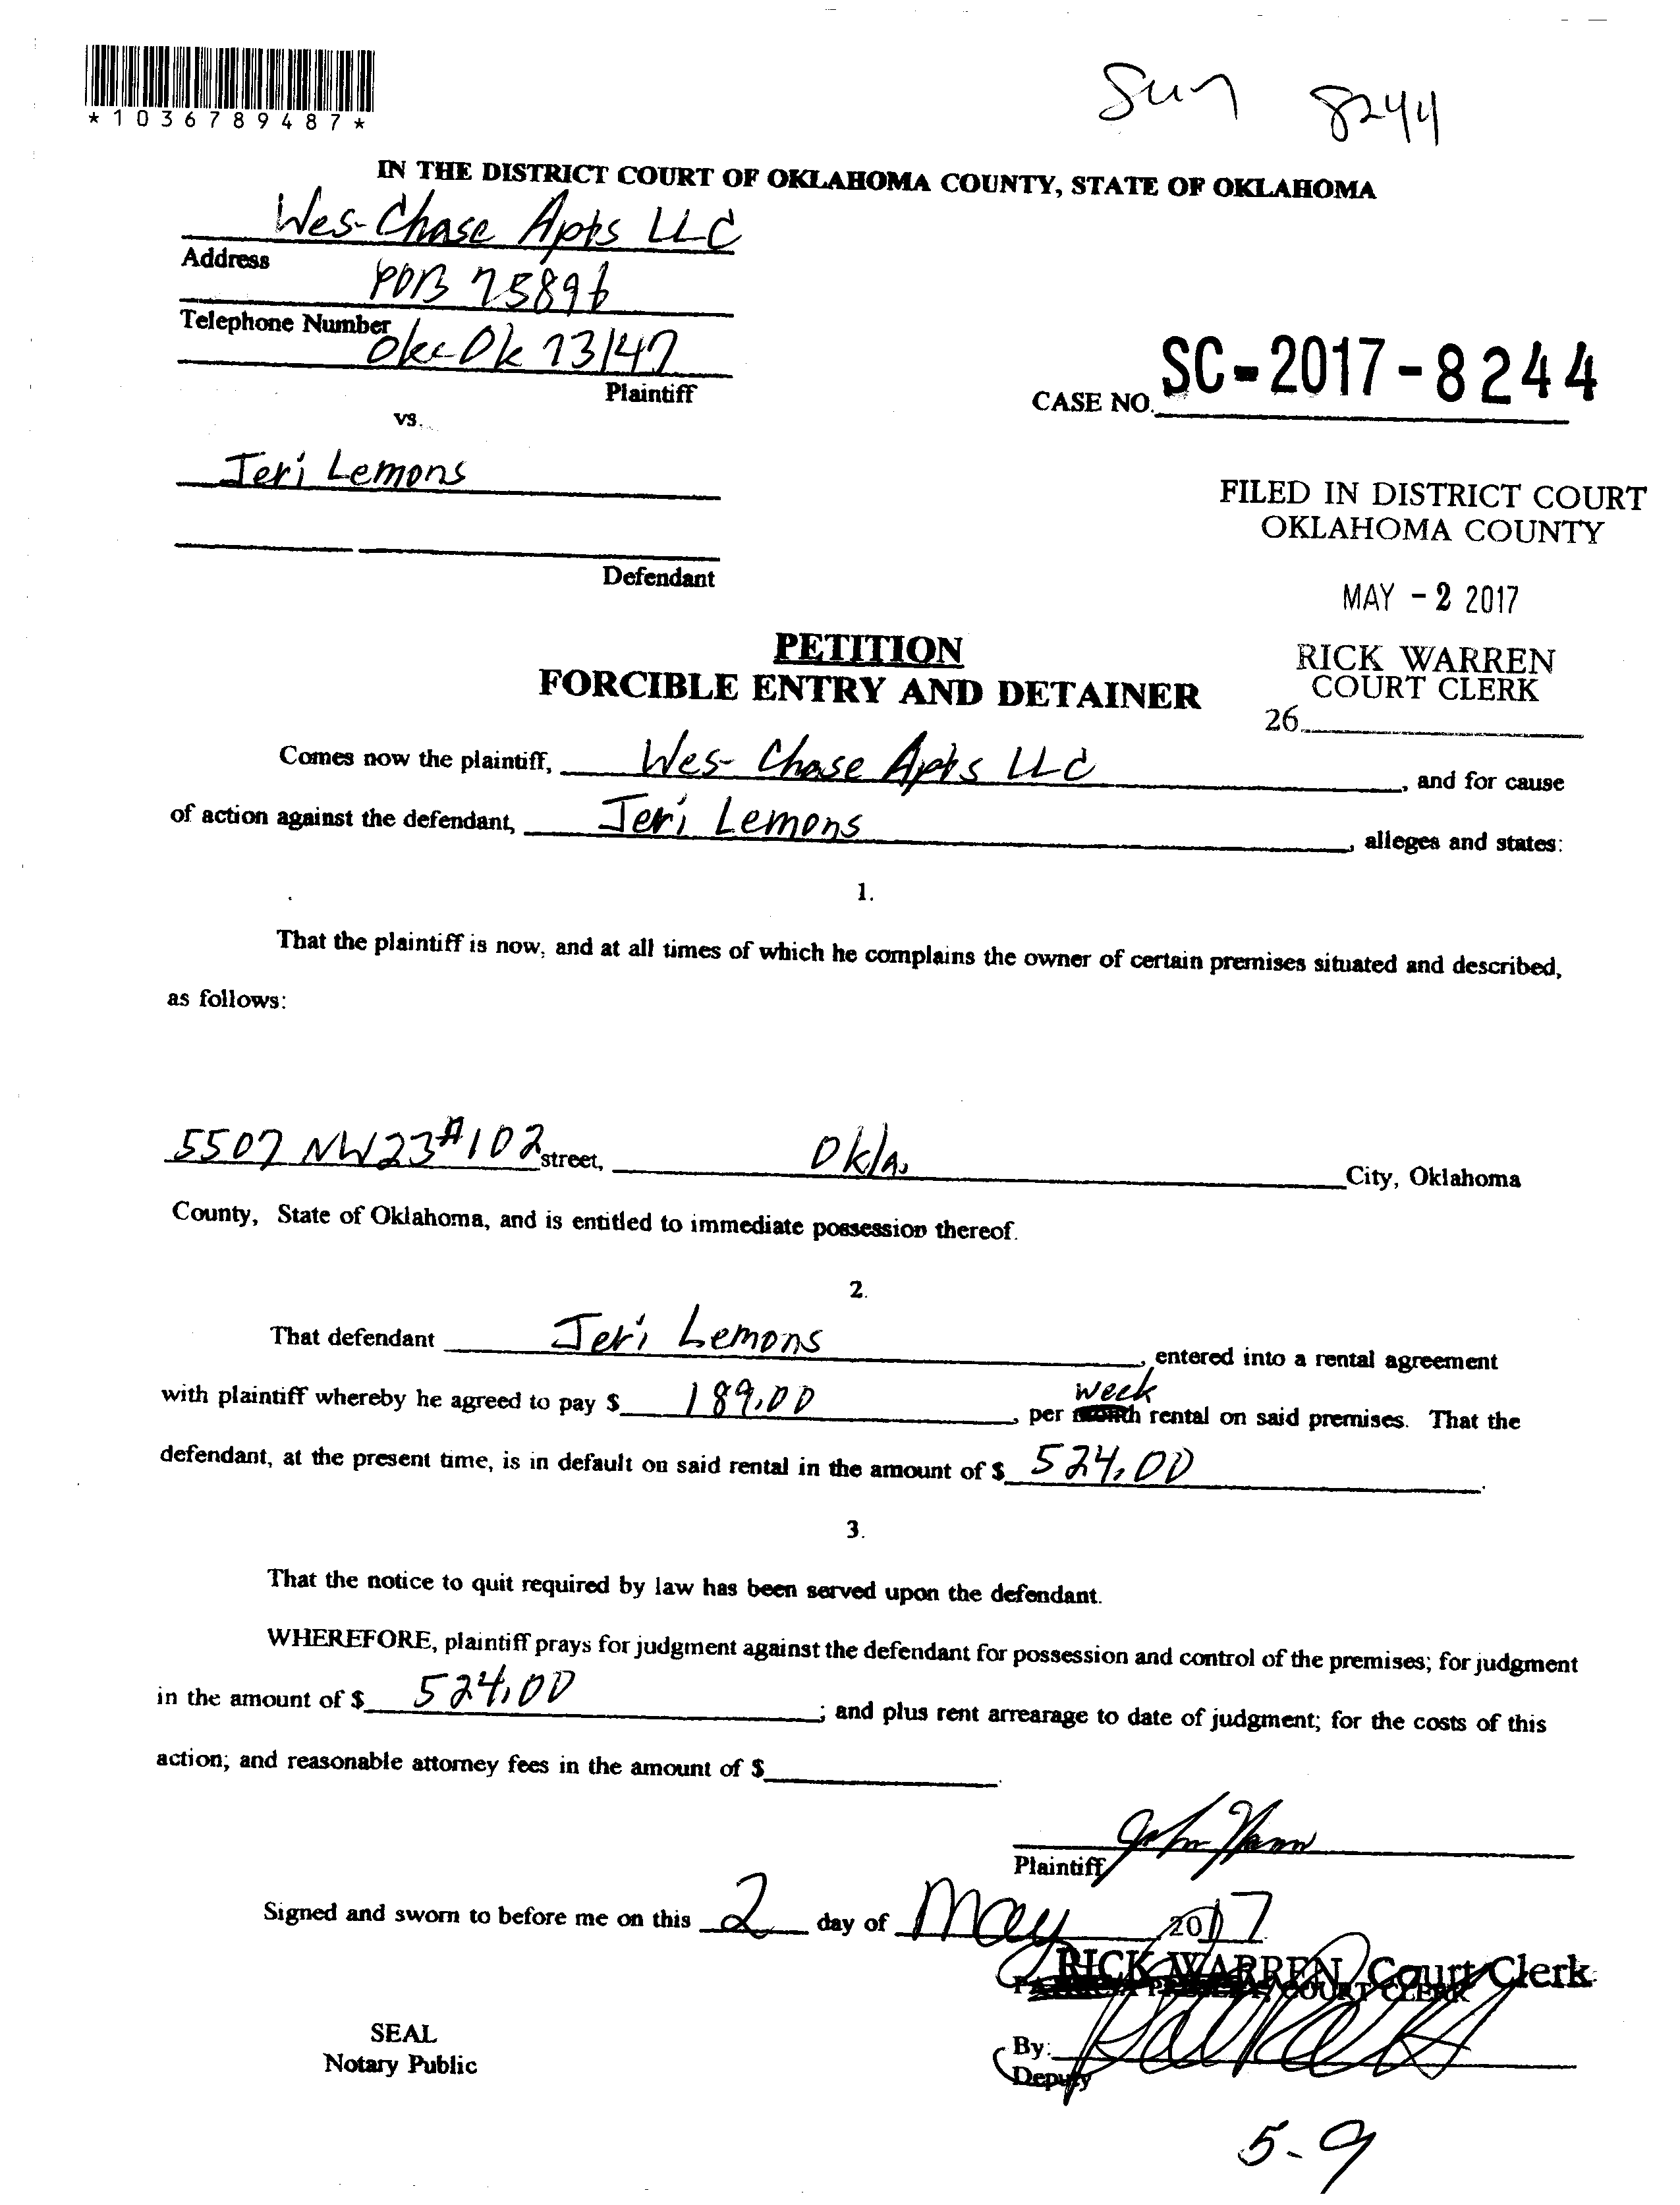 *1036789487*
Sum 8244
IN THE DISTRICT COURT OF OKLAHOMA COUNTY, STATE OF OKLAHOMA
Wes-Chase Apts LLC
Address
POB 75896
Telephone Number
Okc Ok 73147
Plaintiff
vs.
CASE NO. SC-2017-8244
Jeri Lemons
FILED IN DISTRICT COURT
OKLAHOMA COUNTY
Defendant
MAY -2 2017
PETITION
FORCIBLE ENTRY AND DETAINER
RICK WARREN
COURT CLERK
26
Comes now the plaintiff, Wes-Chase Apts LLC, and for cause
of action against the defendant, Jeri Lemons, alleges and states:
1.
That the plaintiff is now, and at all times of which he complains the owner of certain premises situated and described,
as follows:
5507 NW23 #102 street, Okla. City, Oklahoma
County, State of Oklahoma, and is entitled to immediate possession thereof.
2.
That defendant Jeri Lemons, entered into a rental agreement
week
with plaintiff whereby he agreed to pay $ 189.00, per month rental on said premises. That the
defendant, at the present time, is in default on said rental in the amount of $ 524.00.
3.
That the notice to quit required by law has been served upon the defendant.
WHEREFORE, plaintiff prays for judgment against the defendant for possession and control of the premises; for judgment
in the amount of $ 524.00; and plus rent arrearage to date of judgment; for the costs of this
action; and reasonable attorney fees in the amount of $
Plaintiff
Signed and sworn to before me on this 2 day of May 2017
RICK WARREN Court Clerk
COURT CLERK
SEAL
Notary Public
By:
Deputy
5-9